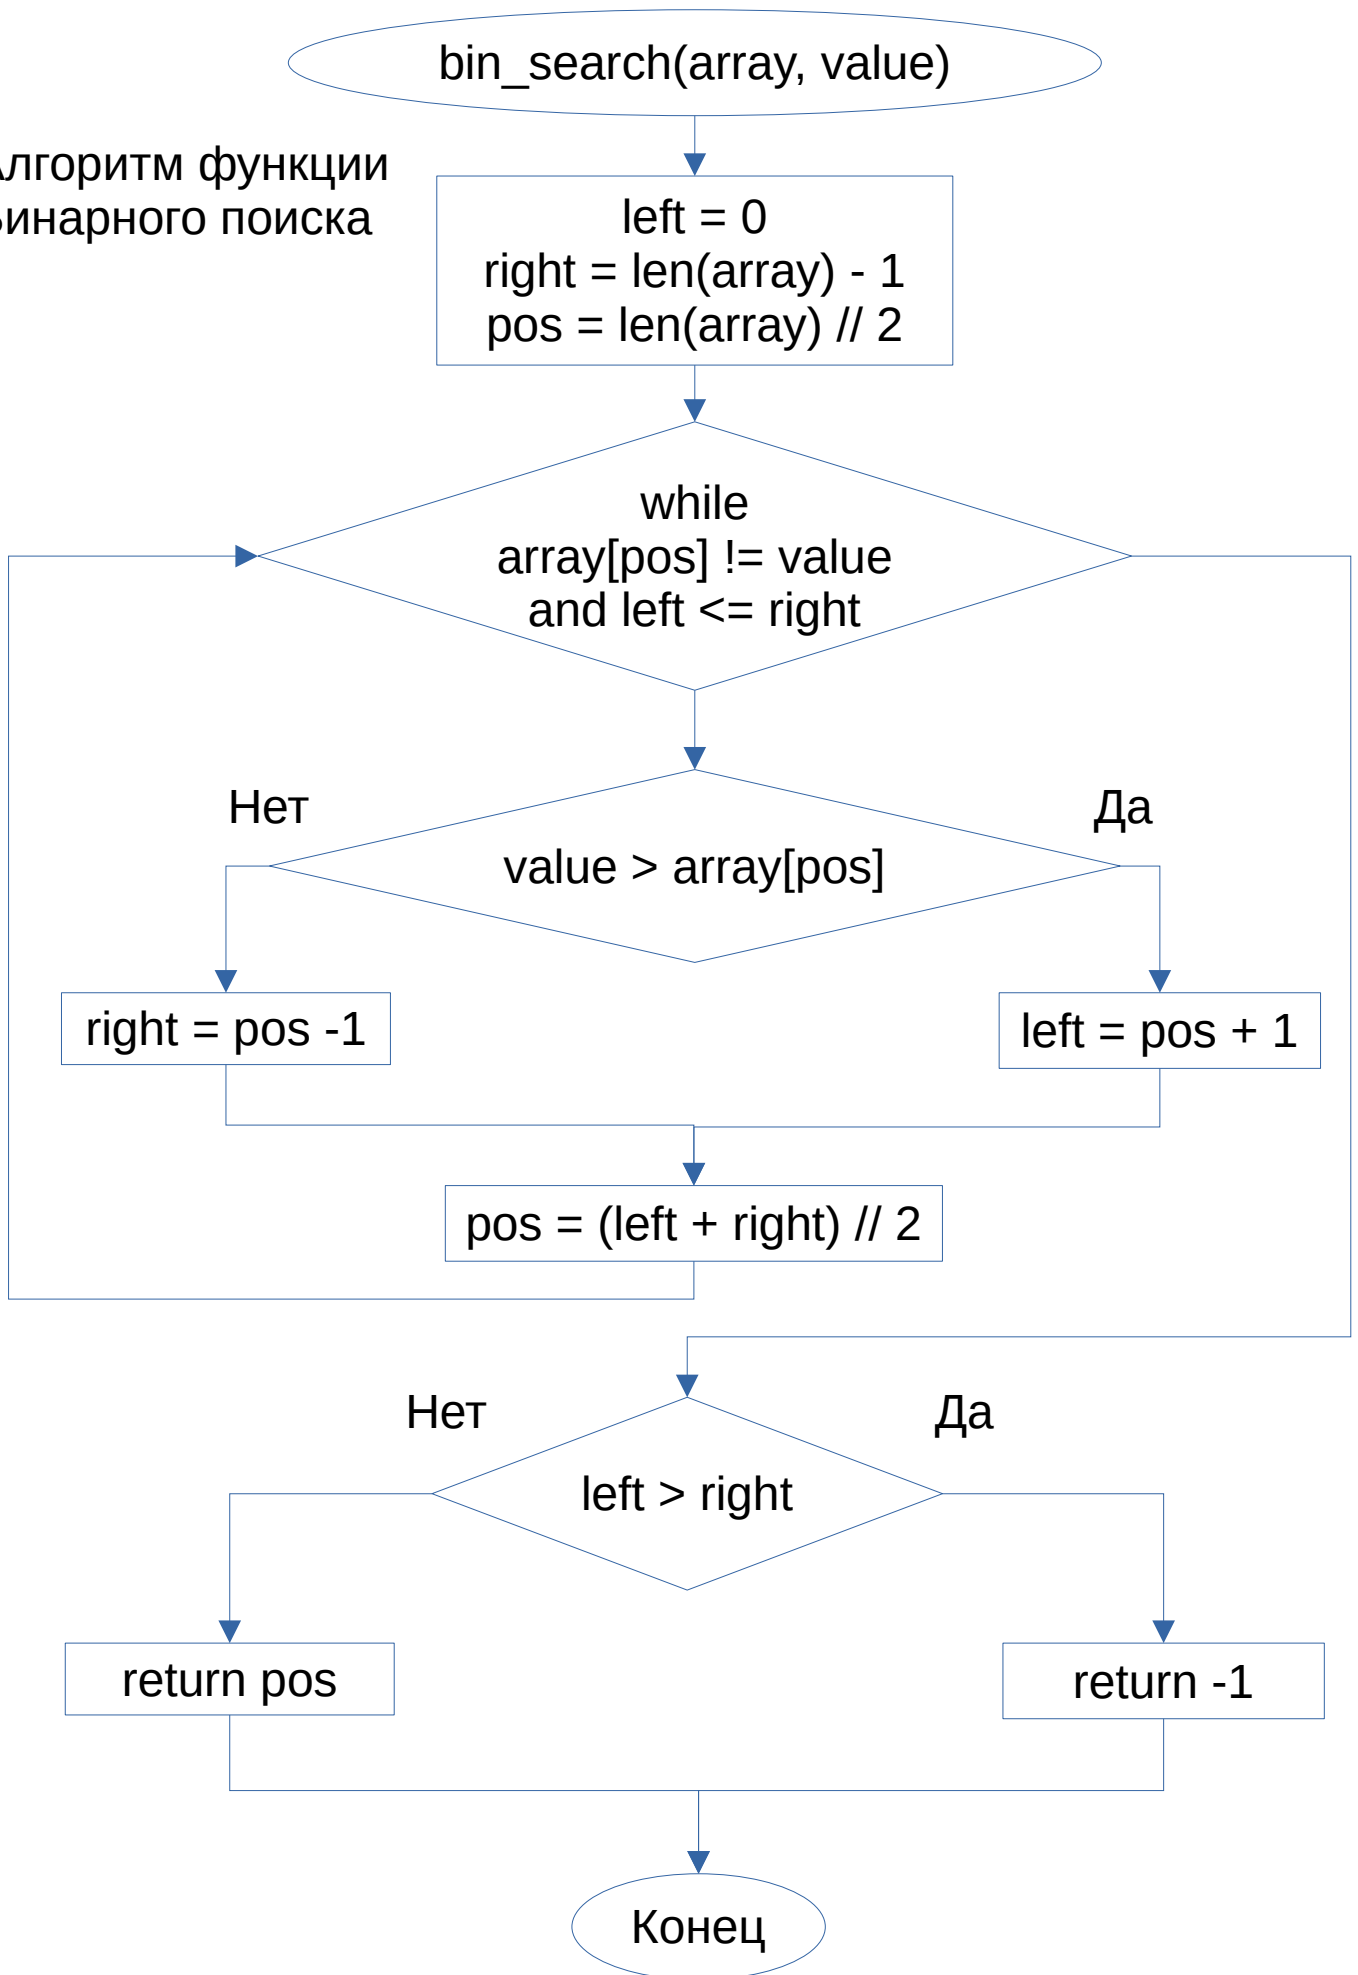 bin_search(array, value)
Алгоритм функции
Бинарного поиска
left = 0
right = len(array) - 1
pos = len(array) // 2
while
array[pos] != value
and left <= right
Нет
Да
value > array[pos]
right = pos -1
left = pos + 1
pos = (left + right) // 2
Нет
Да
left > right
return pos
return -1
Конец